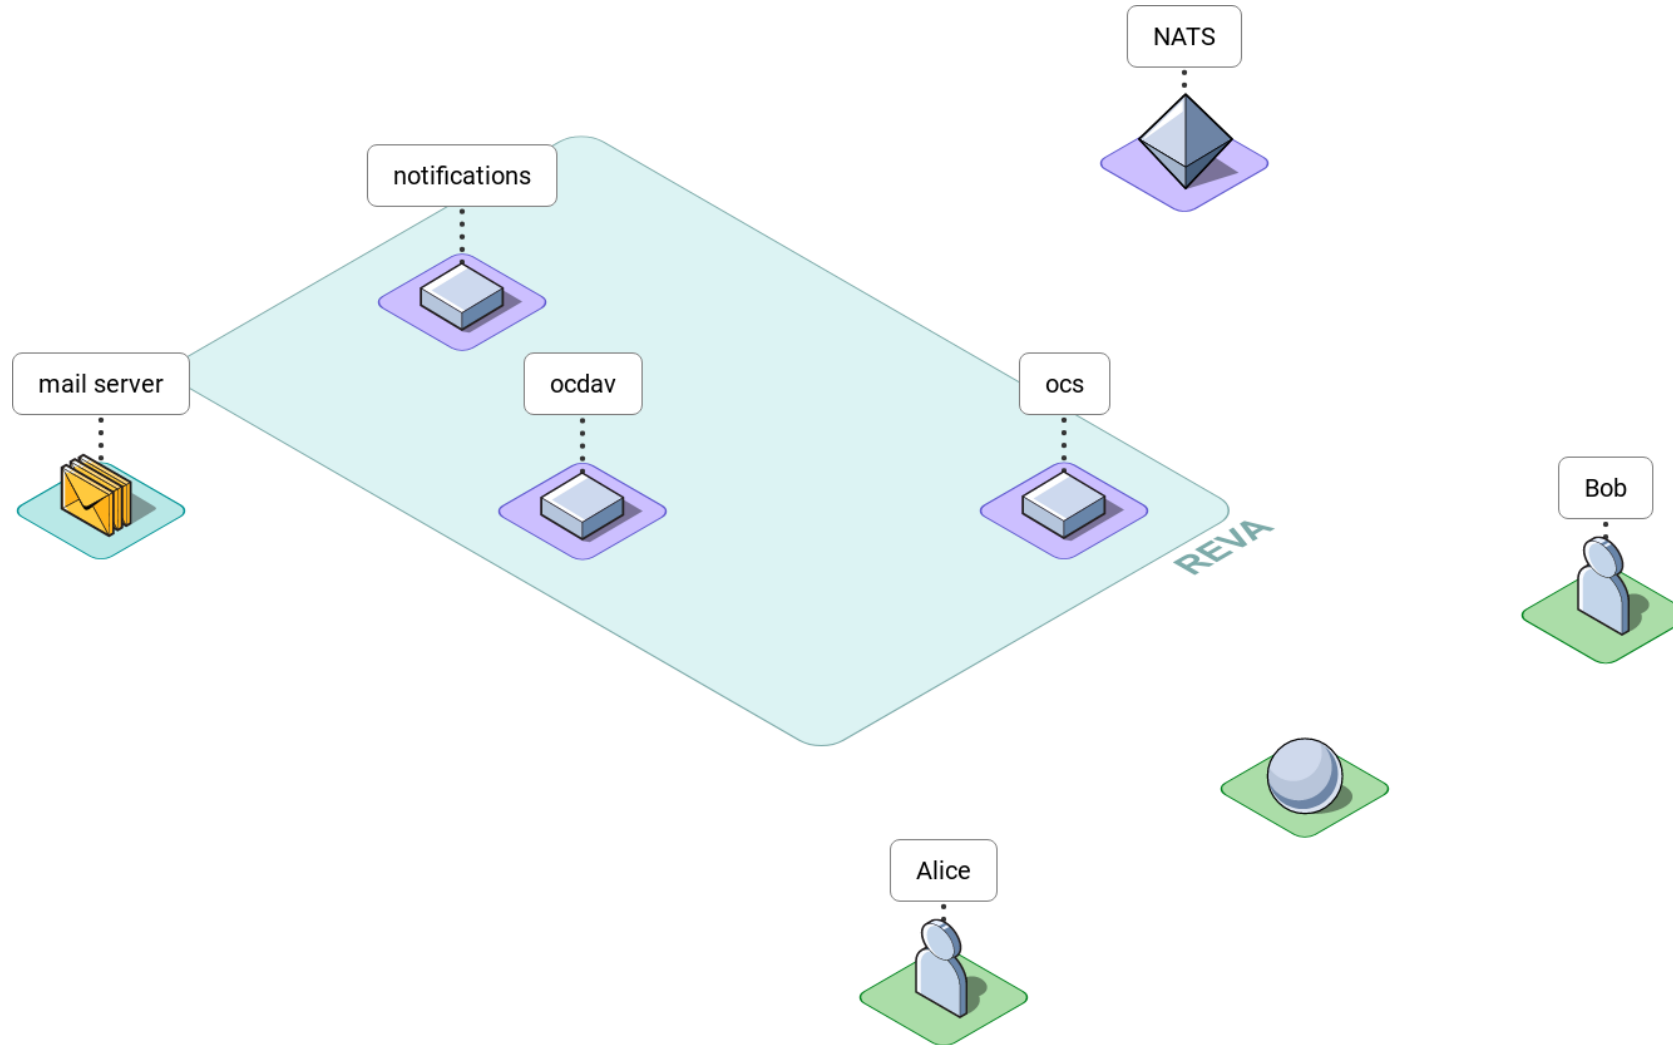 NATS
notifications
mail server
ocdav
ocs
Bob
REVA
Alice